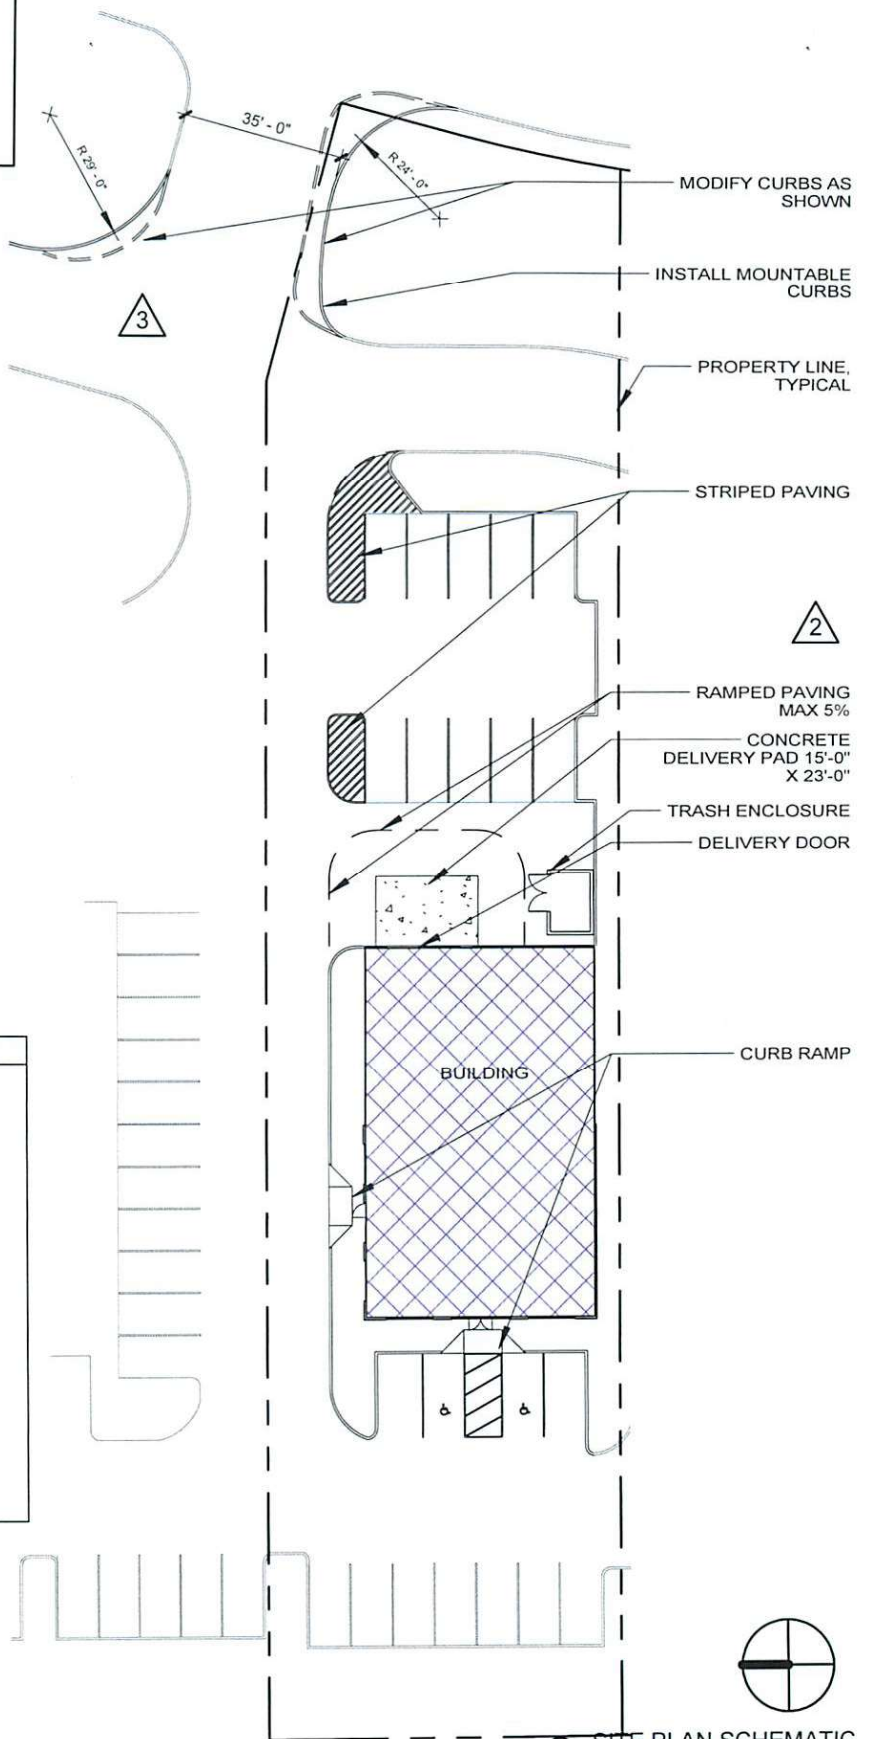 35' - 0"
R 29' - 0"
R 24' - 0"
MODIFY CURBS AS
SHOWN
INSTALL MOUNTABLE
CURBS
3
PROPERTY LINE,
TYPICAL
STRIPED PAVING
2
RAMPED PAVING
MAX 5%
CONCRETE
DELIVERY PAD 15'-0"
X 23'-0"
TRASH ENCLOSURE
DELIVERY DOOR
CURB RAMP
BUILDING
SITE PLAN SCHEMATIC